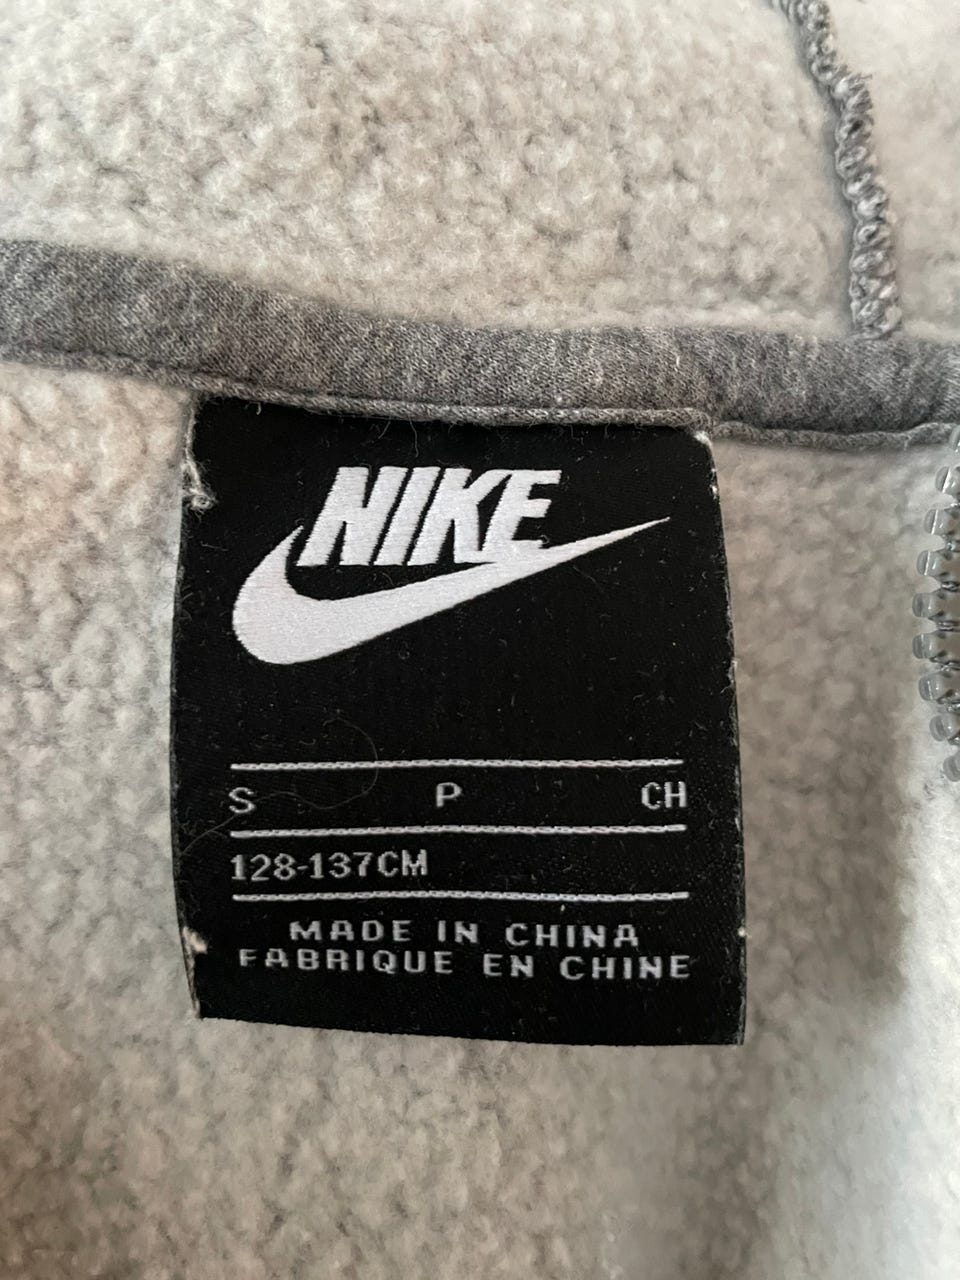 NIKE
S P CH
128-137CM
MADE IN CHINA
FABRIQUE EN CHINE